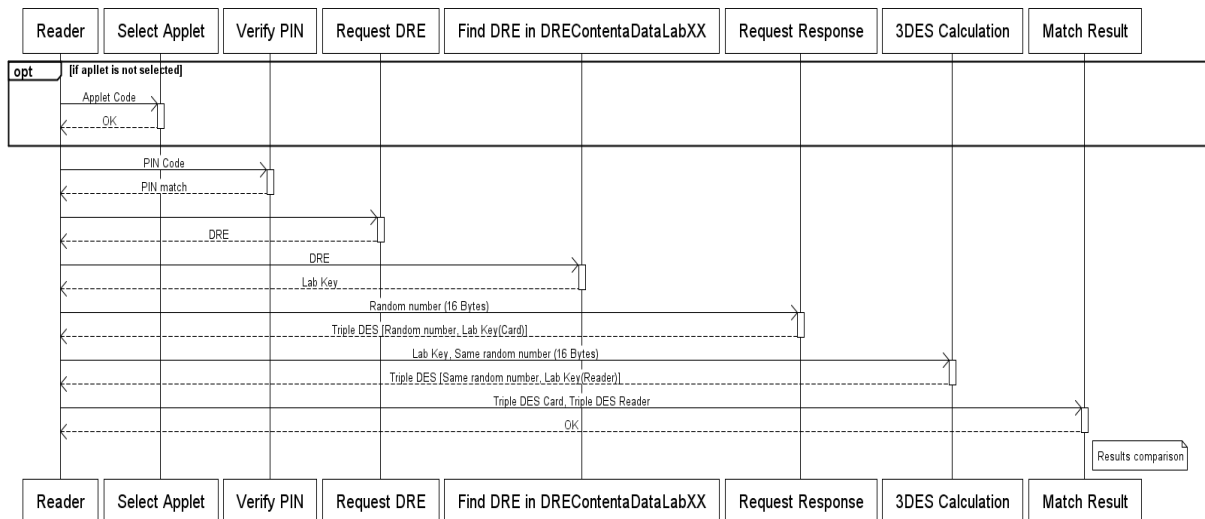 Reader Select Applet Verify PIN Request DRE Find DRE in DREContentaDataLabXX Request Response 3DES Calculation Match Result
opt [if apllet is not selected]
Applet Code
OK
PIN Code
PIN match
DRE
DRE
Lab Key
Random number (16 Bytes)
Triple DES [Random number, Lab Key(Card)]
Lab Key, Same random number (16 Bytes)
Triple DES [Same random number, Lab Key(Reader)]
Triple DES Card, Triple DES Reader
OK
Results comparison
Reader Select Applet Verify PIN Request DRE Find DRE in DREContentaDataLabXX Request Response 3DES Calculation Match Result